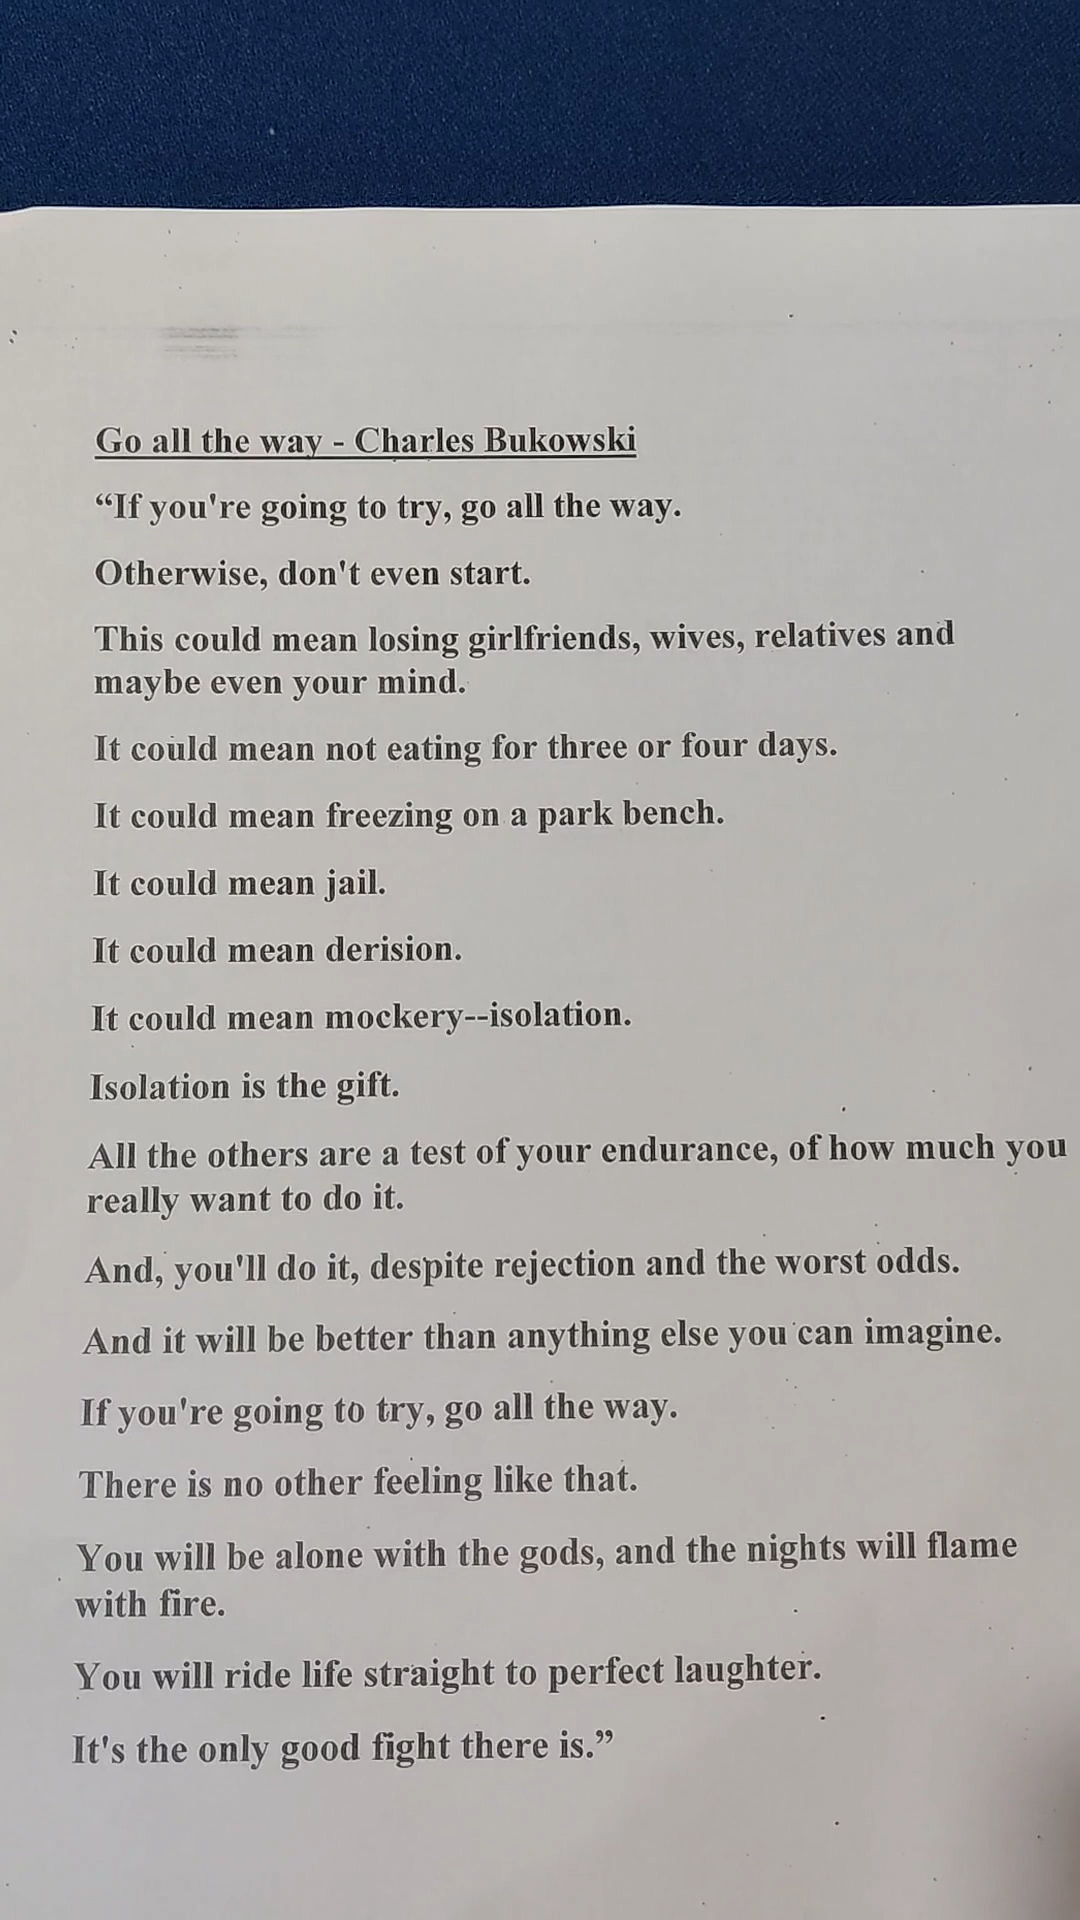 Go all the way - Charles Bukowski
“If you're going to try, go all the way.
Otherwise, don't even start.
This could mean losing girlfriends, wives, relatives and
maybe even your mind.
It could mean not eating for three or four days.
It could mean freezing on a park bench.
It could mean jail.
It could mean derision.
It could mean mockery--isolation.
Isolation is the gift.
All the others are a test of your endurance, of how much you
really want to do it.
And, you'll do it, despite rejection and the worst odds.
And it will be better than anything else you can imagine.
If you're going to try, go all the way.
There is no other feeling like that.
You will be alone with the gods, and the nights will flame
with fire.
You will ride life straight to perfect laughter.
It's the only good fight there is.”